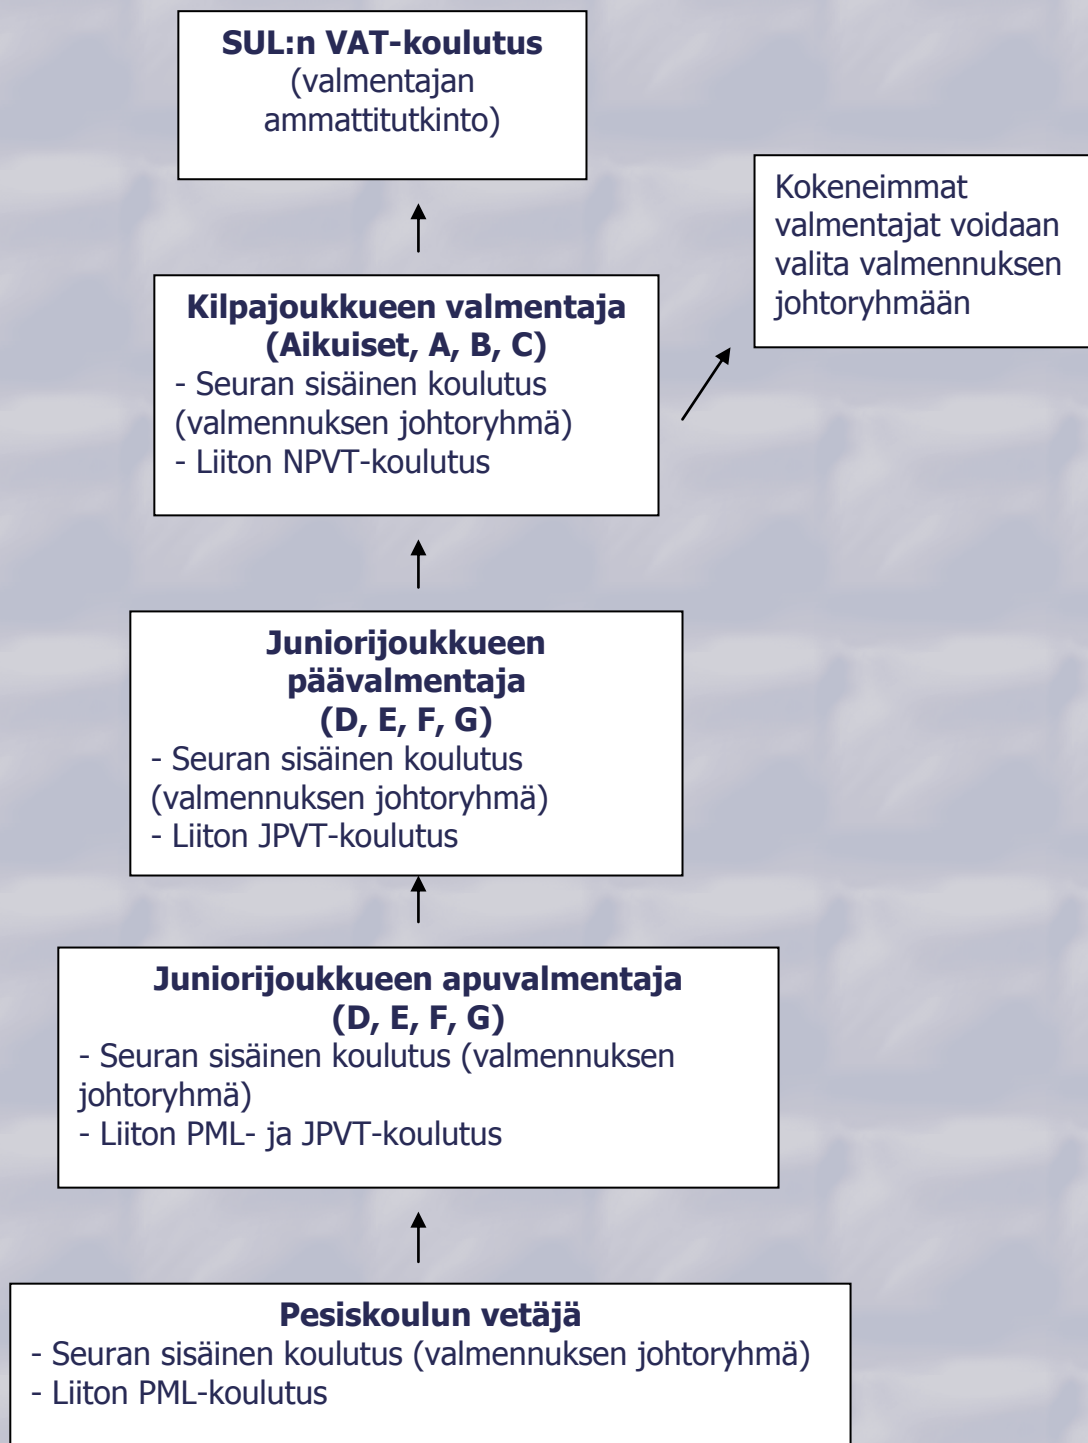 SUL:n VAT-koulutus
(valmentajan
ammattitutkinto)
Kokeneimmat
valmentajat voidaan
valita valmennuksen
johtoryhmään
Kilpajoukkueen valmentaja
(Aikuiset, A, B, C)
- Seuran sisäinen koulutus
(valmennuksen johtoryhmä)
- Liiton NPVT-koulutus
Juniorijoukkueen
päävalmentaja
(D, E, F, G)
- Seuran sisäinen koulutus
(valmennuksen johtoryhmä)
- Liiton JPVT-koulutus
Juniorijoukkueen apuvalmentaja
(D, E, F, G)
- Seuran sisäinen koulutus (valmennuksen
johtoryhmä)
- Liiton PML- ja JPVT-koulutus
Pesiskoulun vetäjä
- Seuran sisäinen koulutus (valmennuksen johtoryhmä)
- Liiton PML-koulutus